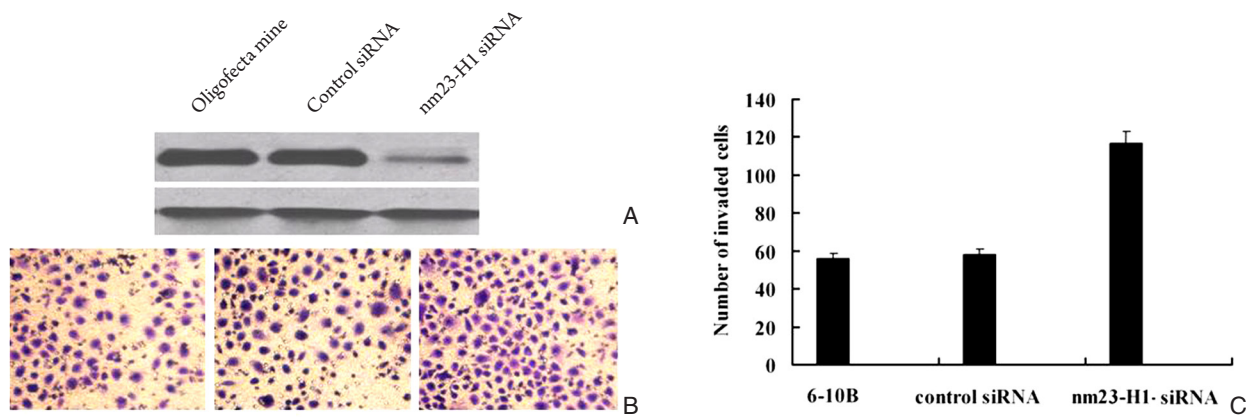 Oligofecta mine
Control siRNA
nm23-H1 siRNA
A
B
Number of invaded cells
140
120
100
80
60
40
20
0
6-10B
control siRNA
nm23-H1- siRNA
C